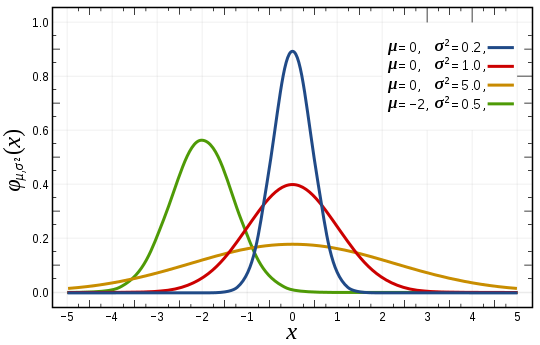 1.0
0.8
0.6
0.4
0.2
0.0
φμ,σ²(x)
μ= 0, σ²= 0.2,
μ= 0, σ²= 1.0,
μ= 0, σ²= 5.0,
μ= −2, σ²= 0.5,
−5 −4 −3 −2 −1 0 1 2 3 4 5
x